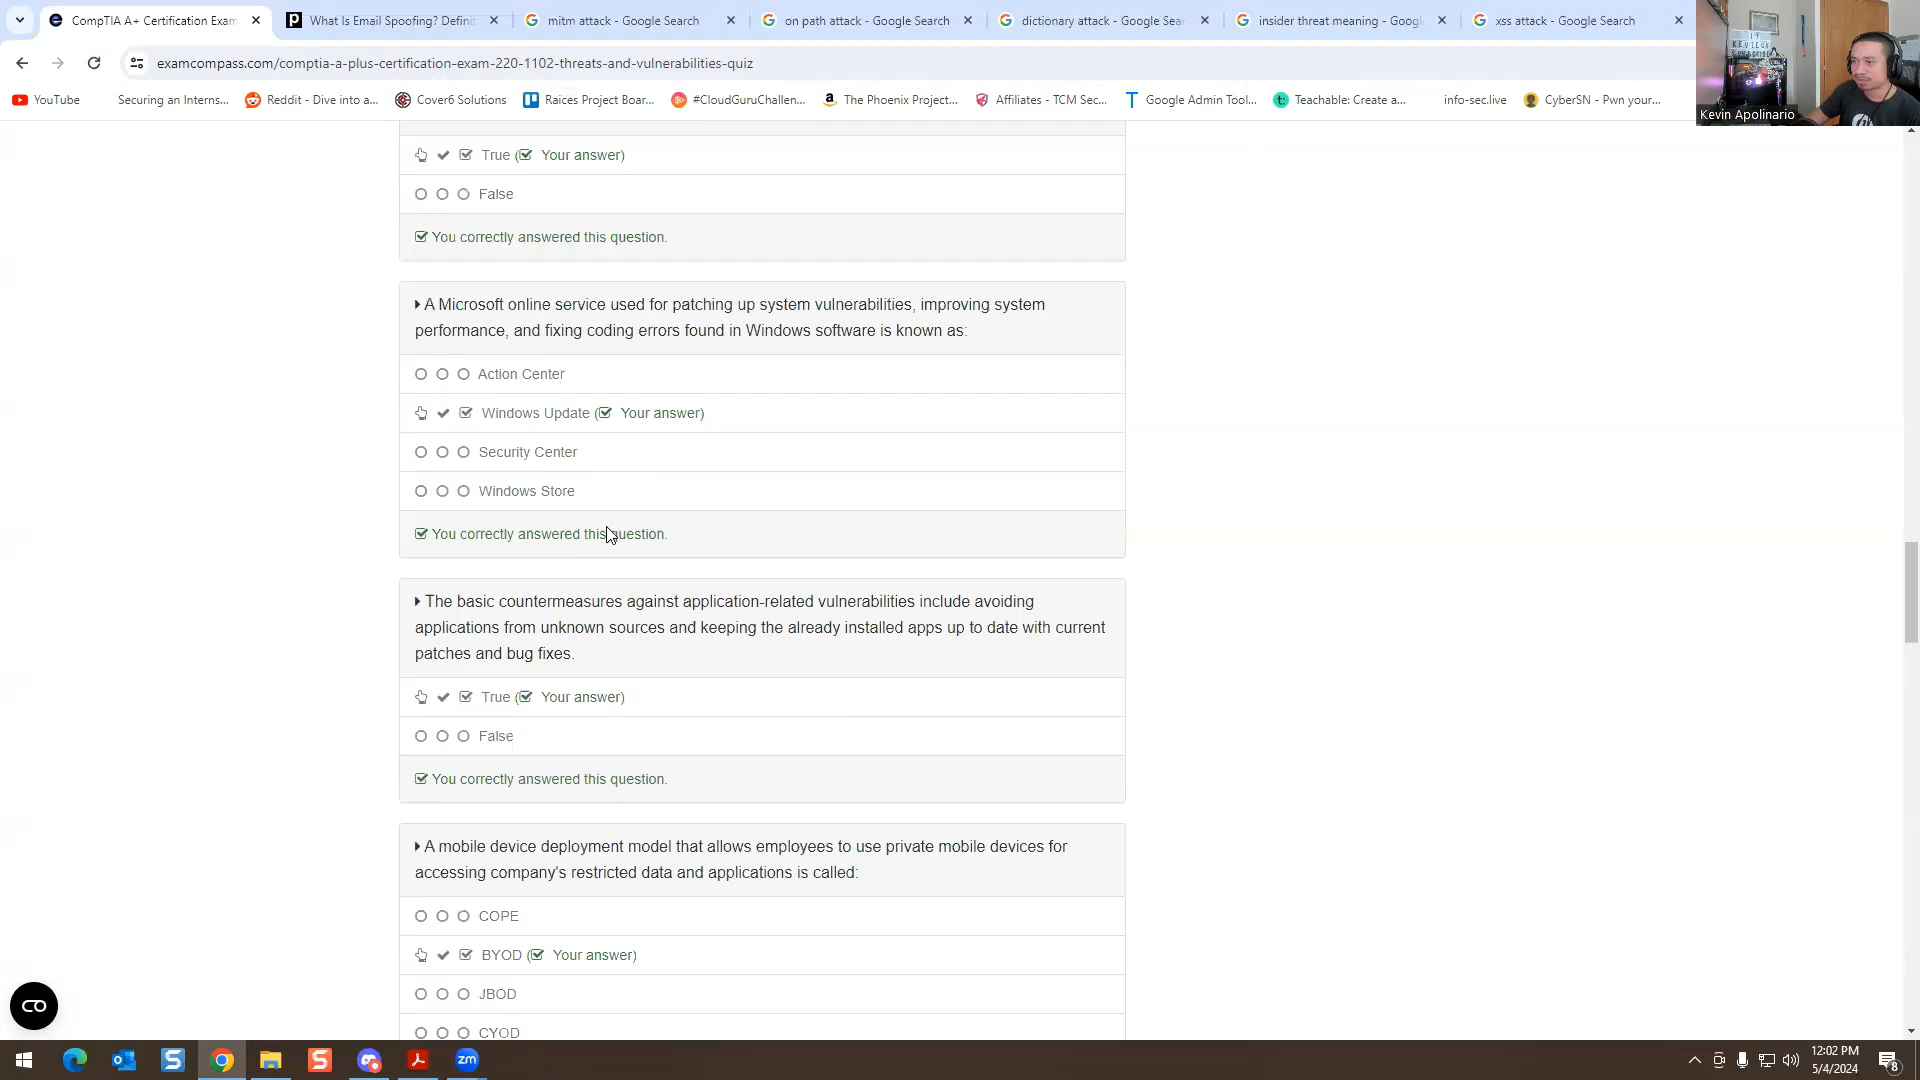 CompTIA A+ Certification Exam
What Is Email Spoofing? Definit
mitm attack - Google Search
on path attack - Google Search
dictionary attack - Google Sea
insider threat meaning - Googl
xss attack - Google Search
examcompass.com/comptia-a-plus-certification-exam-220-1102-threats-and-vulnerabilities-quiz
YouTube
Securing an Interns...
Reddit - Dive into a...
Cover6 Solutions
Raices Project Boar...
#CloudGuruChallen...
The Phoenix Project...
Affiliates - TCM Sec...
Google Admin Tool...
Teachable: Create a...
info-sec.live
CyberSN - Pwn your...
Kevin Apolinario
True ( Your answer)
False
You correctly answered this question.
A Microsoft online service used for patching up system vulnerabilities, improving system
performance, and fixing coding errors found in Windows software is known as:
Action Center
Windows Update ( Your answer)
Security Center
Windows Store
You correctly answered this question.
The basic countermeasures against application-related vulnerabilities include avoiding
applications from unknown sources and keeping the already installed apps up to date with current
patches and bug fixes.
True ( Your answer)
False
You correctly answered this question.
A mobile device deployment model that allows employees to use private mobile devices for
accessing company's restricted data and applications is called:
COPE
BYOD ( Your answer)
JBOD
CYOD
12:02 PM
5/4/2024
8